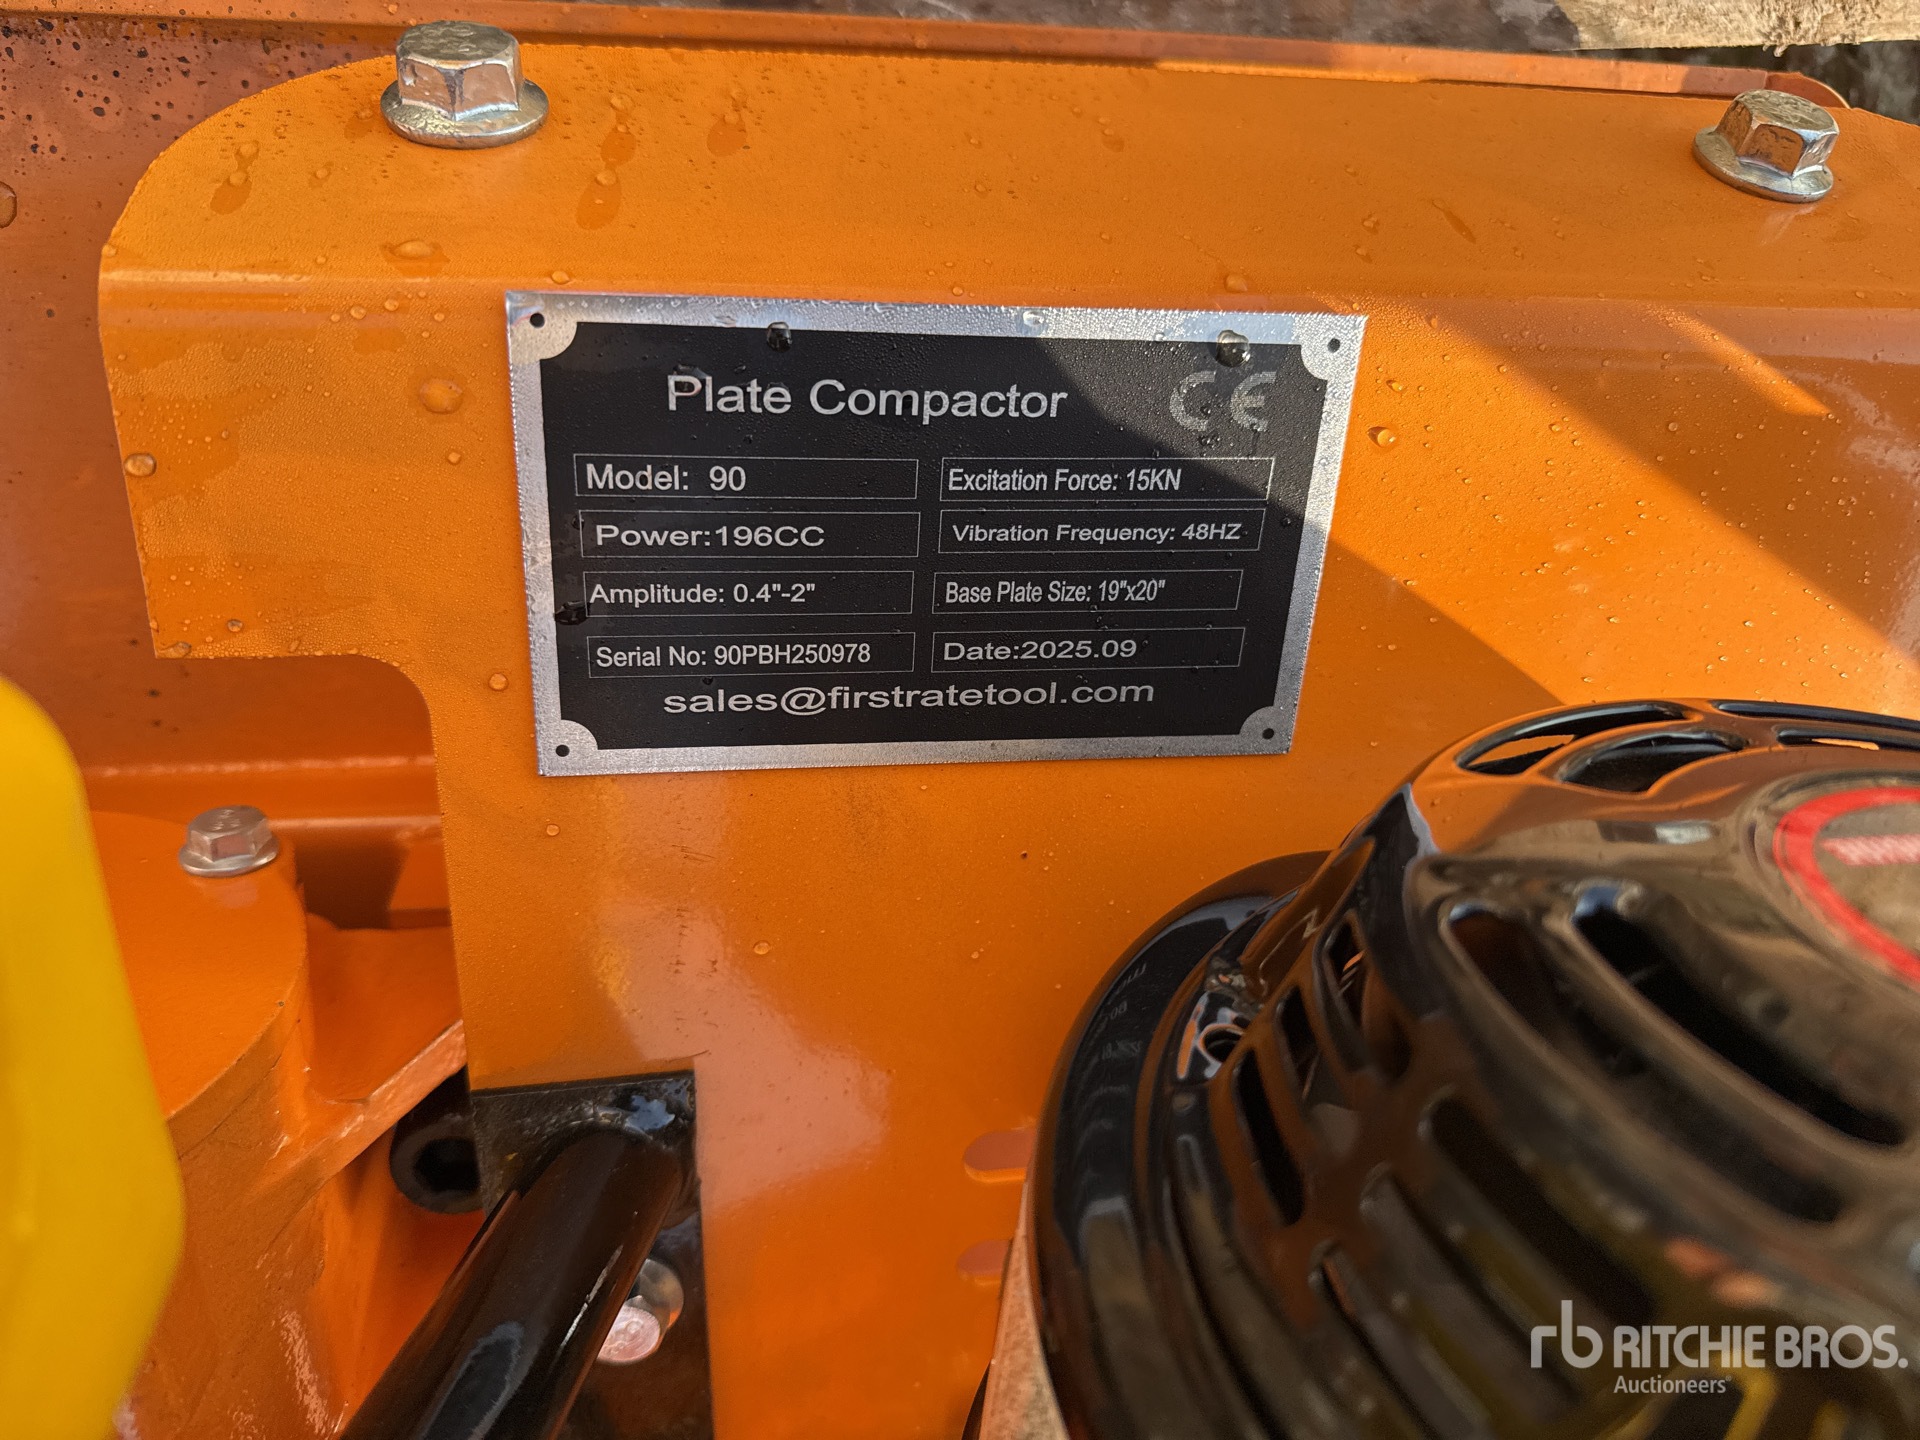 Plate Compactor CE
Model: 90
Excitation Force: 15KN
Power:196CC
Vibration Frequency: 48HZ
Amplitude: 0.4"-2"
Base Plate Size: 19"x20"
Serial No: 90PBH250978
Date:2025.09
sales@firstratetool.com
rb RITCHIE BROS.
Auctioneers